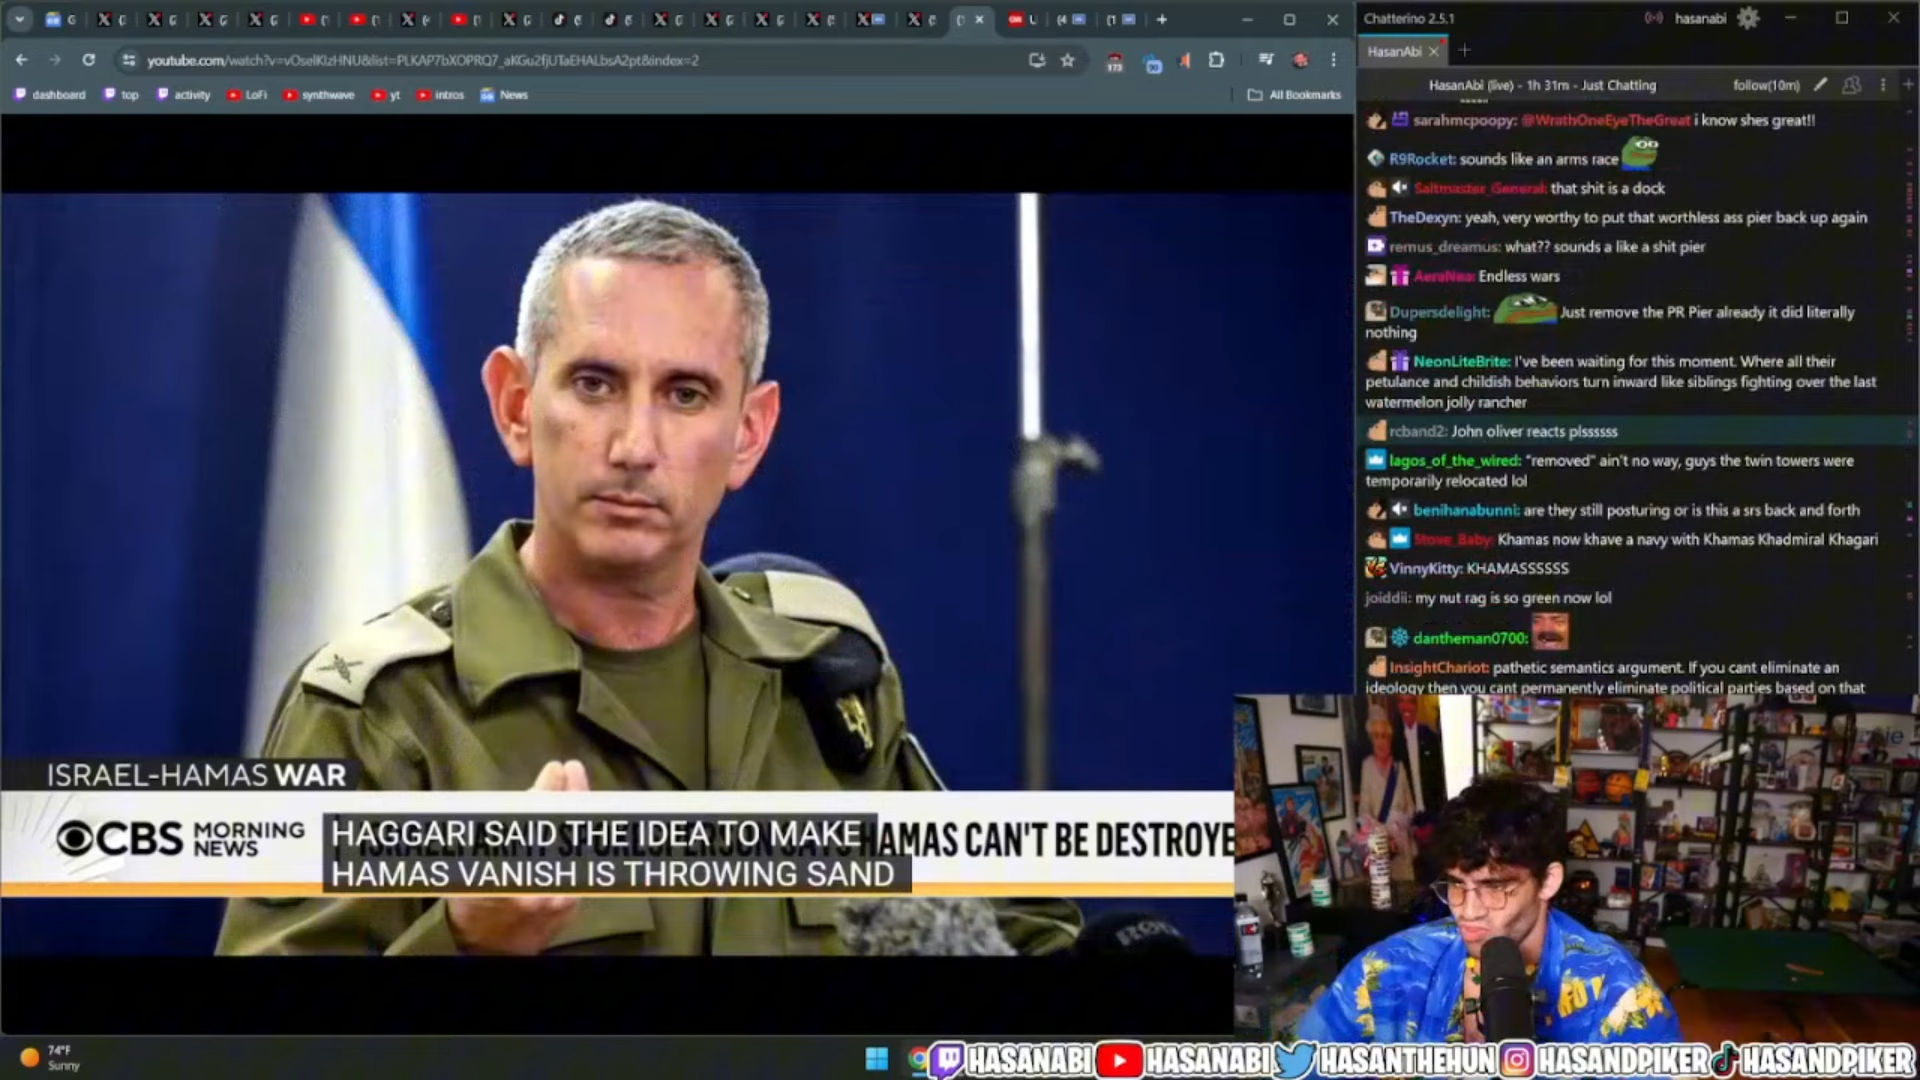 Chatterino 2.5.1
hasanabi
HasanAbi
youtube.com/watch?v=vOselKIzHNU&list=PLKAP7bXOPRQ7_aKGu2fjUTaEHALbsA2pt&index=2
173
90
dashboard
top
activity
LoFi
synthwave
yt
intros
News
All Bookmarks
HasanAbi (live) - 1h 31m - Just Chatting
follow(10m)
sarahmcpoopy: @WrathOneEyeTheGreat i know shes great!!
R9Rocket: sounds like an arms race
Saltmaster_General: that shit is a dock
TheDexyn: yeah, very worthy to put that worthless ass pier back up again
remus_dreamus: what?? sounds a like a shit pier
AeraNea: Endless wars
Dupersdelight: Just remove the PR Pier already it did literally
nothing
NeonLiteBrite: I've been waiting for this moment. Where all their
petulance and childish behaviors turn inward like siblings fighting over the last
watermelon jolly rancher
rcband2: John oliver reacts plssssss
lagos_of_the_wired: "removed" ain't no way, guys the twin towers were
temporarily relocated lol
benihanabunni: are they still posturing or is this a srs back and forth
Stove_Baby: Khamas now khave a navy with Khamas Khadmiral Khagari
VinnyKitty: KHAMASSSSSS
joiddii: my nut rag is so green now lol
dantheman0700:
InsightChariot: pathetic semantics argument. If you cant eliminate an
ideology then you cant permanently eliminate political parties based on that
ISRAEL-HAMAS WAR
CBS MORNING NEWS
HAGGARI SAID THE IDEA TO MAKE
HAMAS VANISH IS THROWING SAND
HAMAS CAN'T BE DESTROYE
74°F
Sunny
HASANABI
HASANABI
HASANTHEHUN
HASANDPIKER
HASANDPIKER